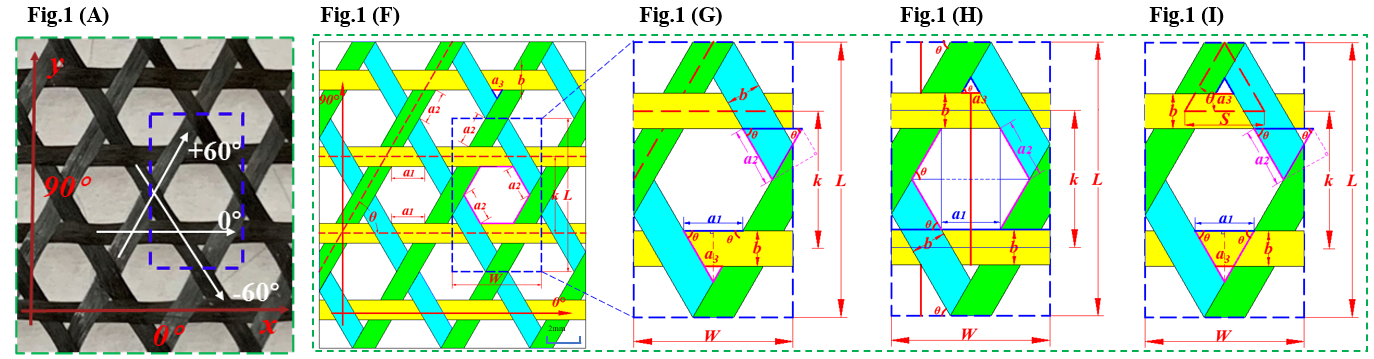 Fig.1 (A)
Fig.1 (F)
Fig.1 (G)
Fig.1 (H)
Fig.1 (I)
y
90°
+60°
0°
-60°
θ°
x
90°
a2
a2
a3
b
a1
a1
a2
a2
θ
k
L
W
0°
2mm
b
θ
θ
a2
a1
θ
θ
a3
b
k
L
W
θ
θ
a3
b
a2
θ
a1
θ
b
b
θ
k
L
W
b
θ
a3
S
θ
θ
a2
a1
θ
θ
a3
b
k
L
W